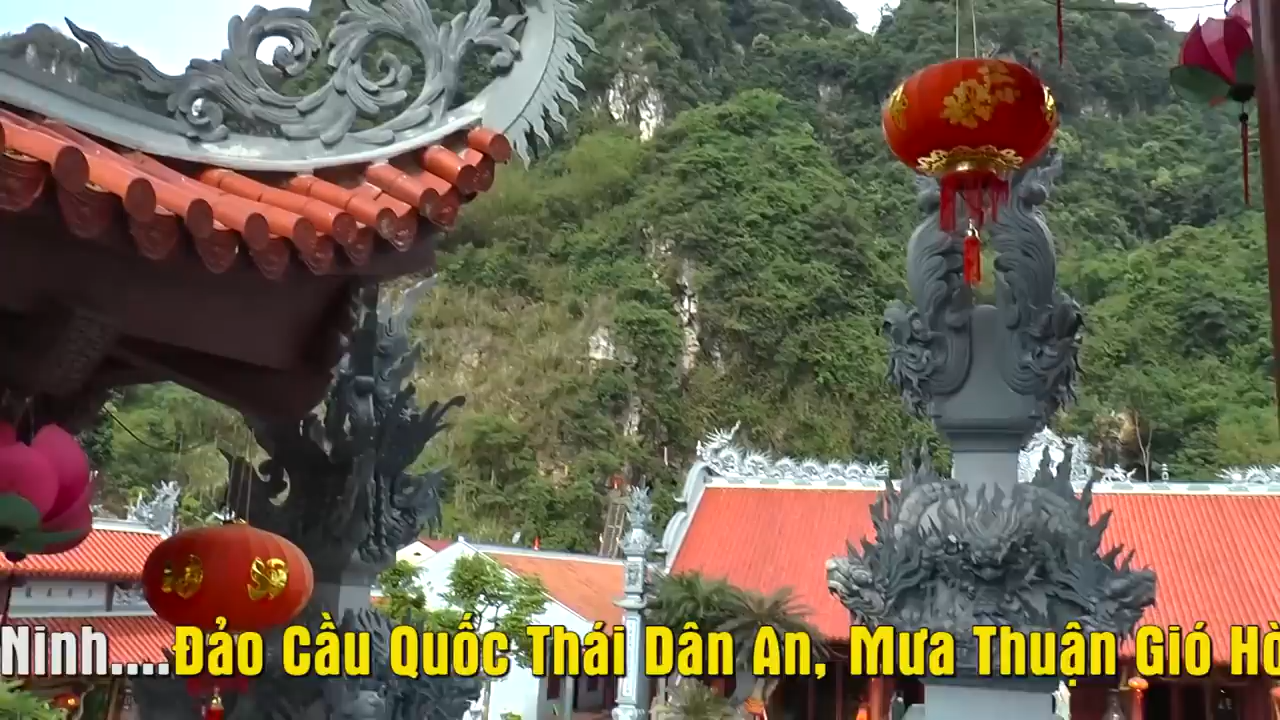 Ninh....Đảo Cầu Quốc Thái Dân An, Mưa Thuận Gió Hò